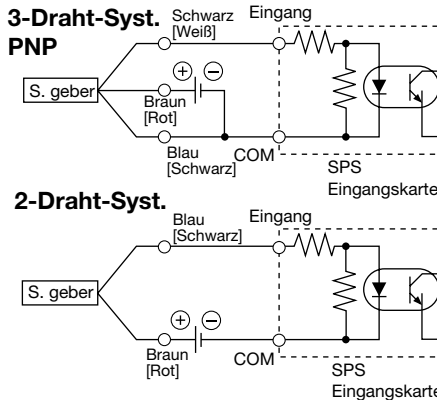 3-Draht-Syst.
PNP
Schwarz
[Weiß]
Eingang
S. geber
+ −
Braun
[Rot]
Blau
[Schwarz]
COM
SPS
Eingangskarte
2-Draht-Syst.
Blau
[Schwarz]
Eingang
S. geber
+ −
Braun
[Rot]
COM
SPS
Eingangskarte